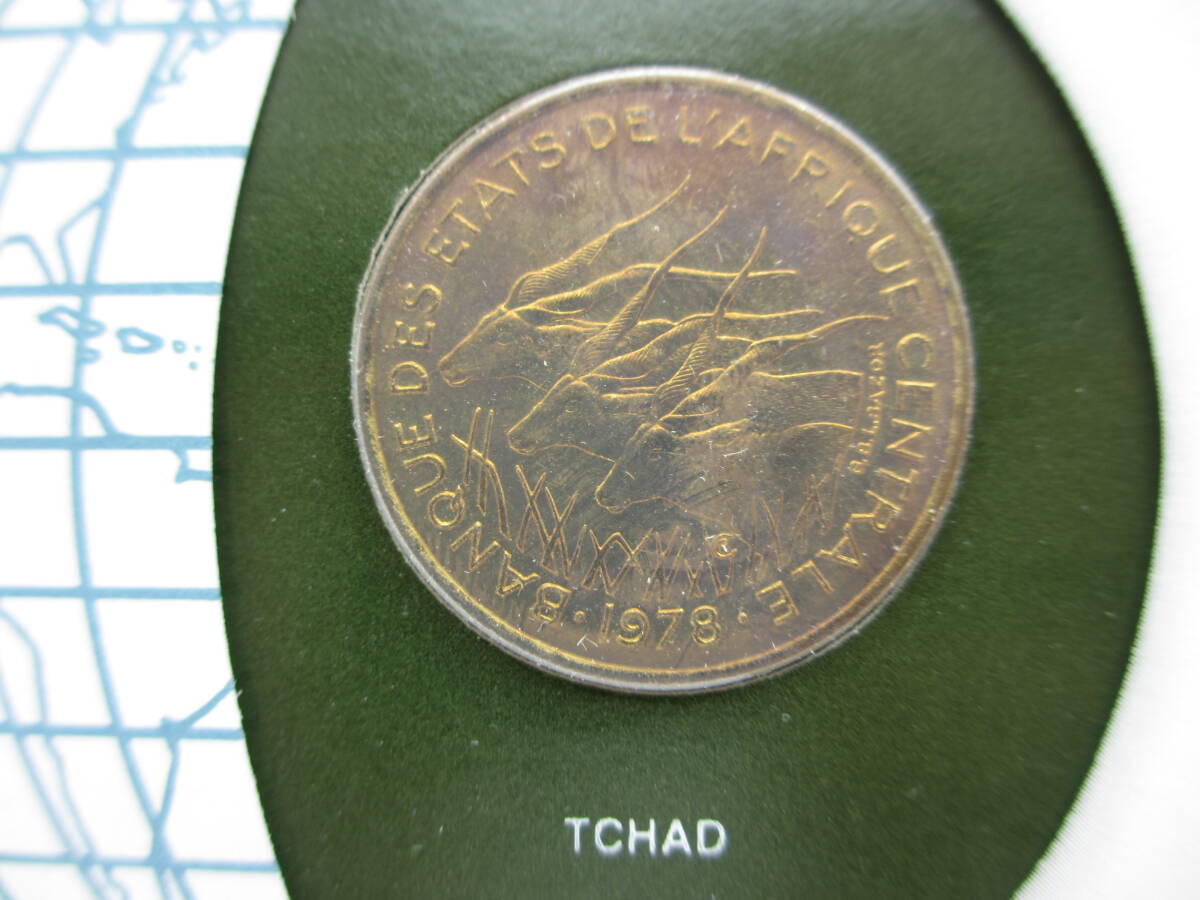 BANQUE DES ETATS DE L'AFRIQUE CENTRALE
· 1978 ·
TCHAD